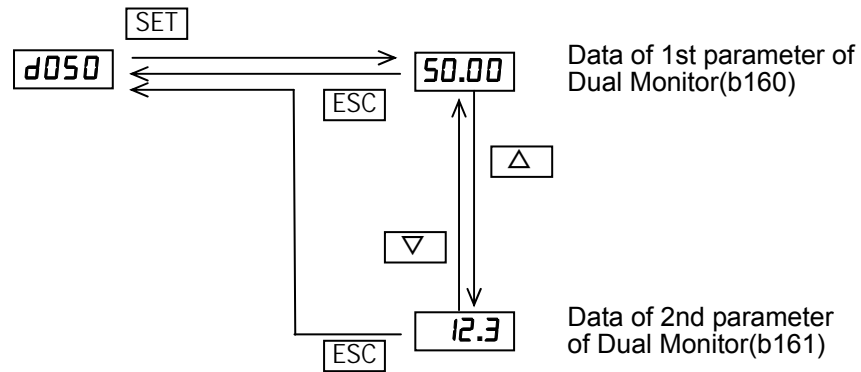 SET
d050
50.00
Data of 1st parameter of
Dual Monitor(b160)
ESC
△
▽
12.3
Data of 2nd parameter
of Dual Monitor(b161)
ESC